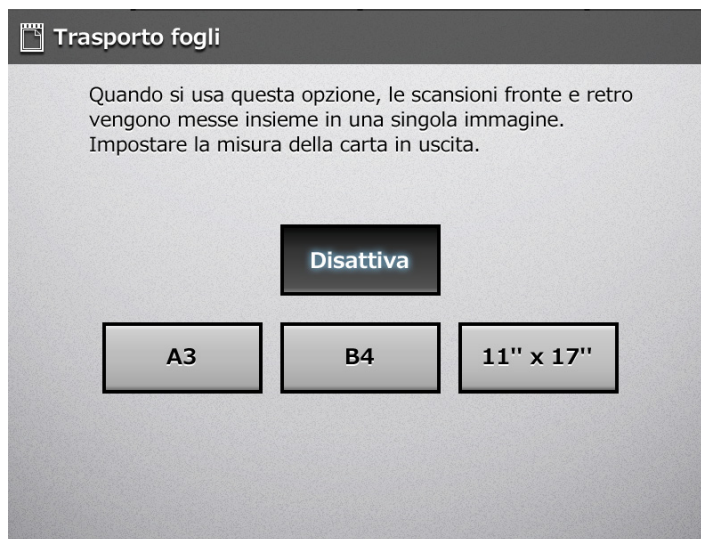 Trasporto fogli
Quando si usa questa opzione, le scansioni fronte e retro
vengono messe insieme in una singola immagine.
Impostare la misura della carta in uscita.
Disattiva
A3
B4
11'' x 17''